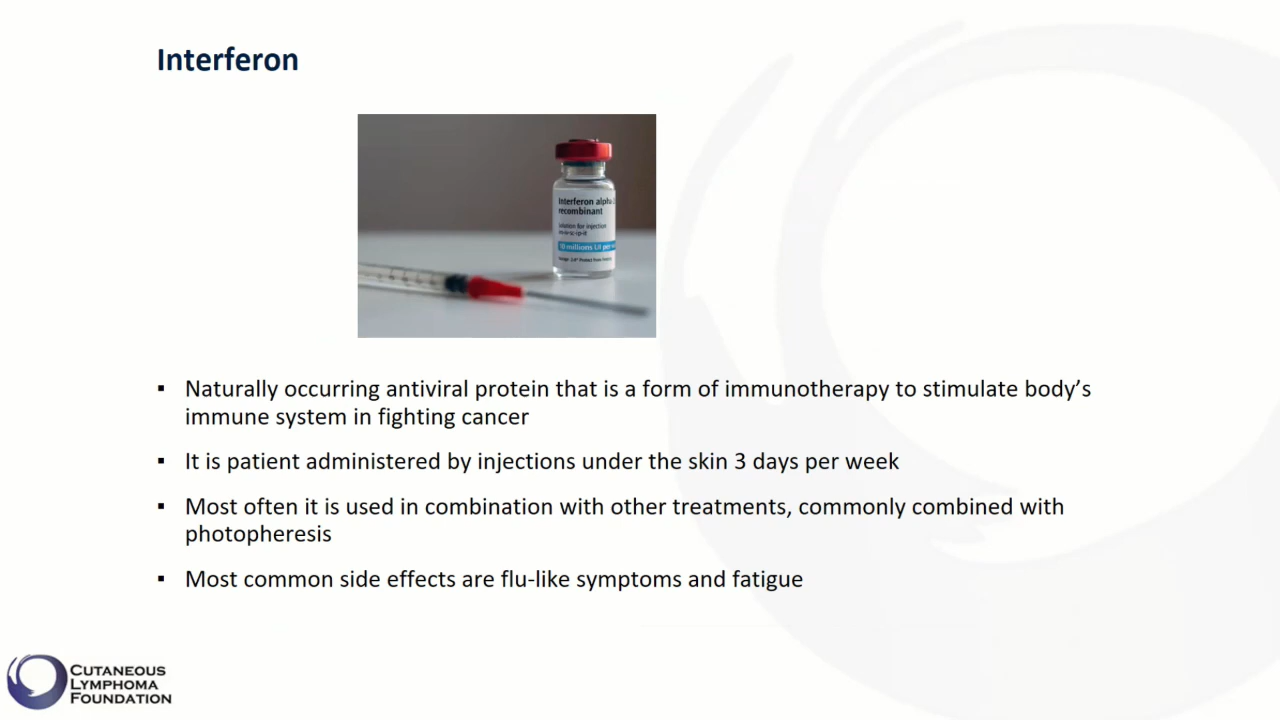 Interferon
Interferon alpha-
recombinant
Solution for injection
10 millions
▪ Naturally occurring antiviral protein that is a form of immunotherapy to stimulate body’s
immune system in fighting cancer
▪ It is patient administered by injections under the skin 3 days per week
▪ Most often it is used in combination with other treatments, commonly combined with
photopheresis
▪ Most common side effects are flu-like symptoms and fatigue
CUTANEOUS
LYMPHOMA
FOUNDATION